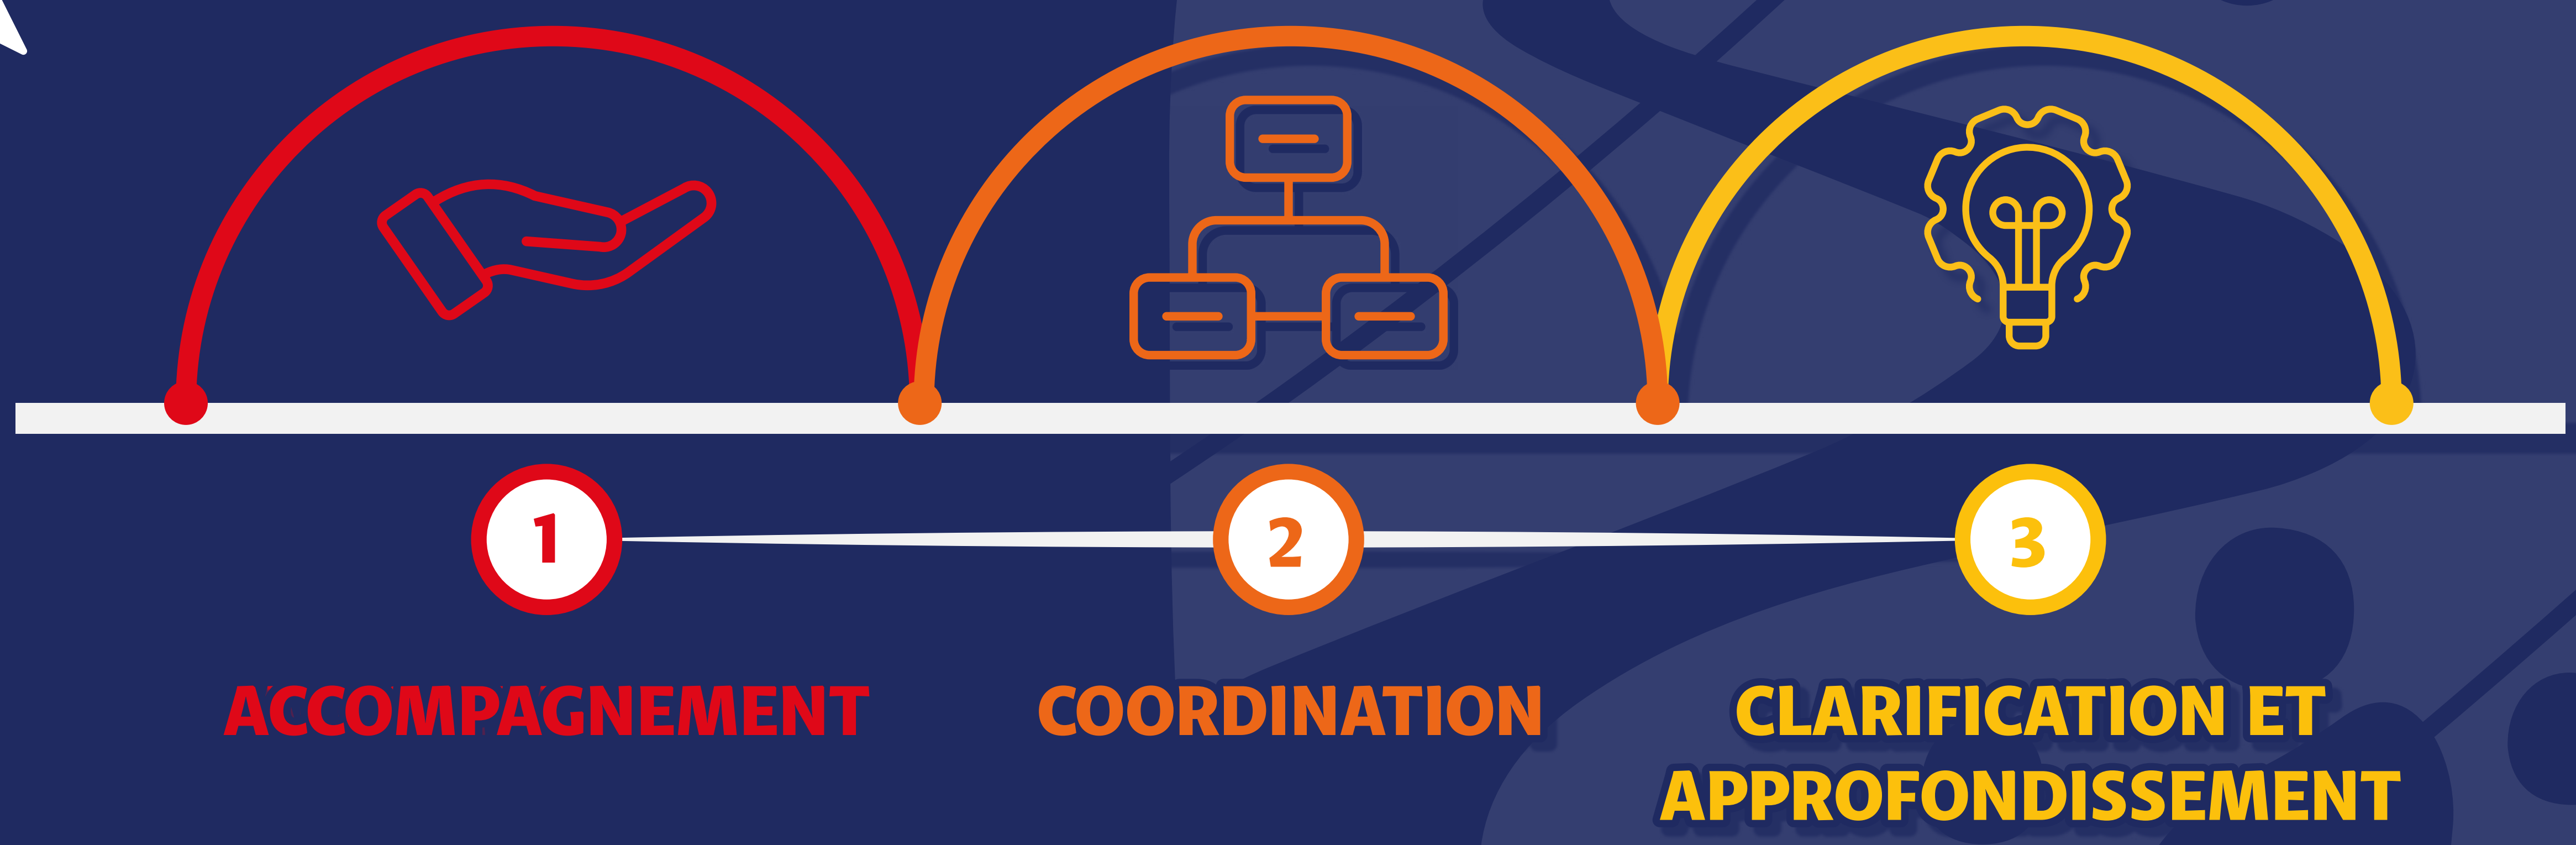 1
2
3
ACCOMPAGNEMENT
COORDINATION
CLARIFICATION ET
APPROFONDISSEMENT